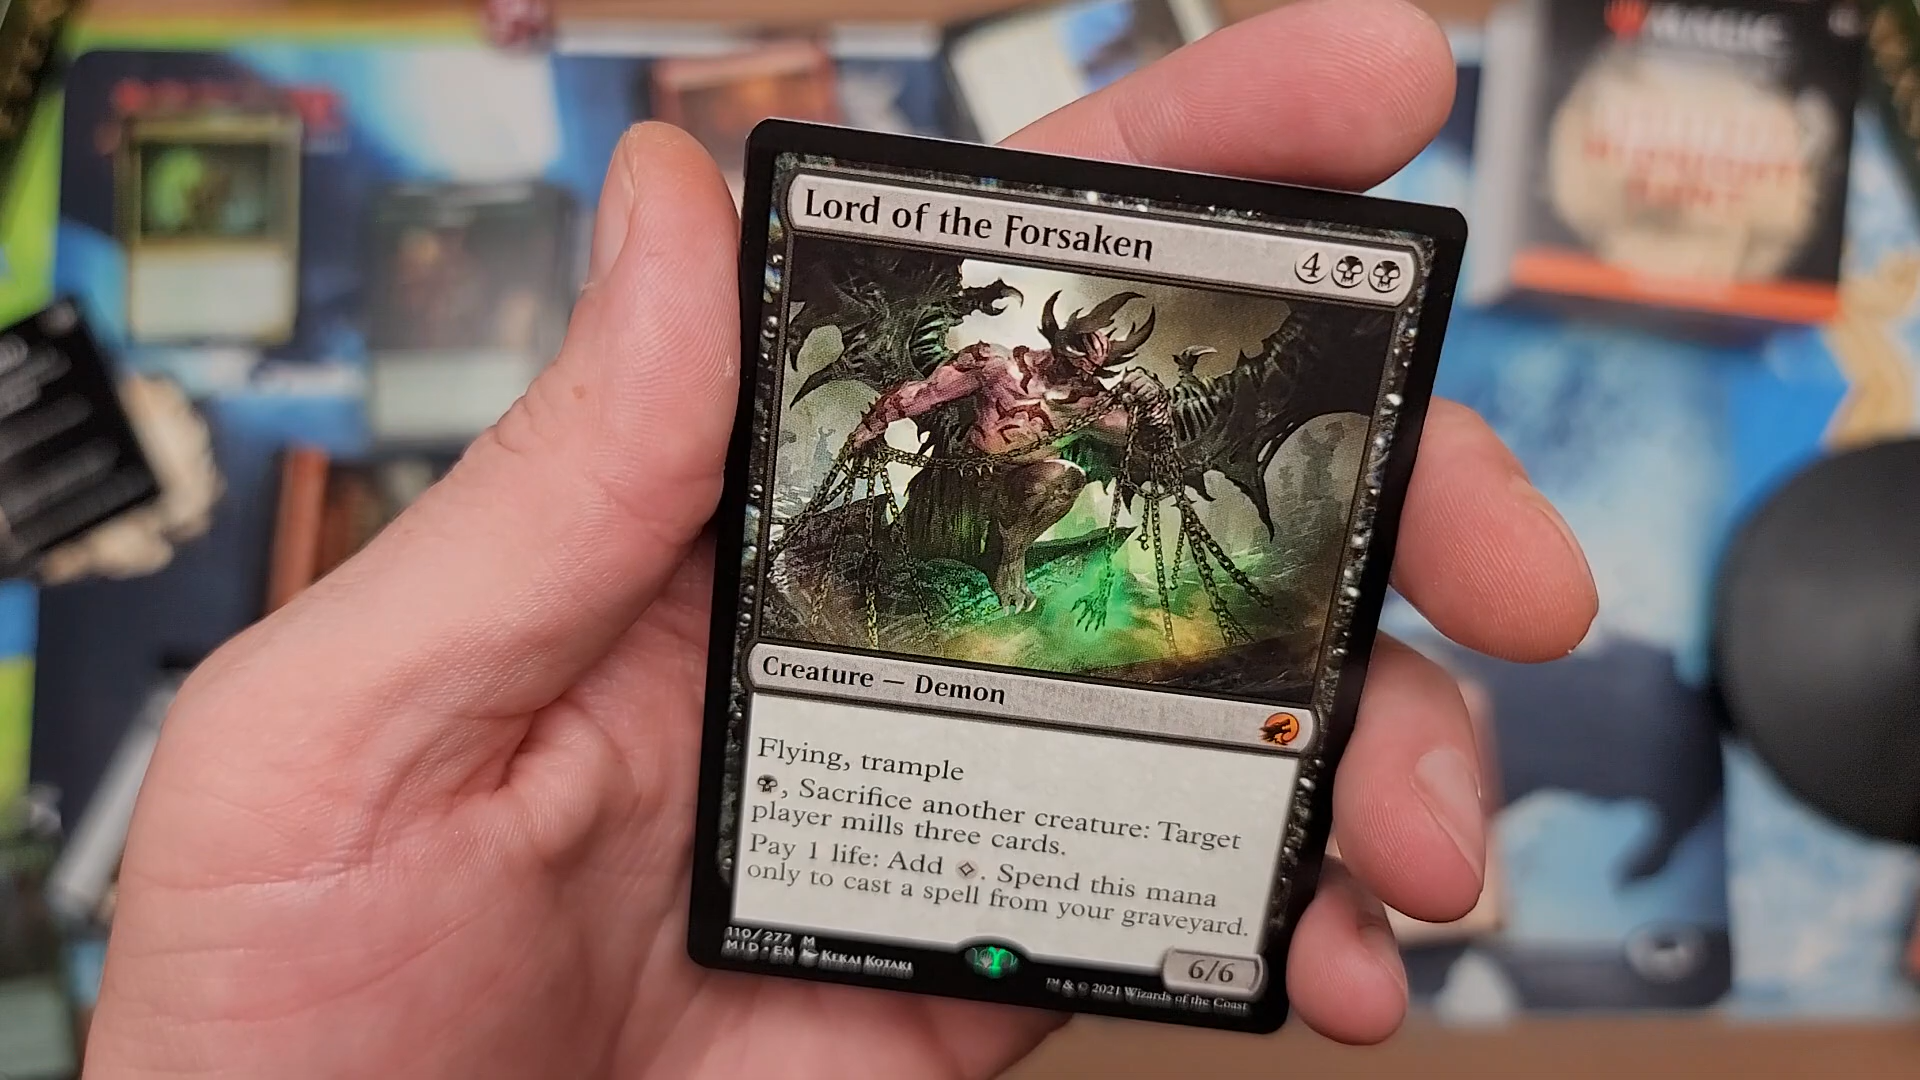 MAGIC
Lord of the Forsaken
4
Creature — Demon
Flying, trample
, Sacrifice another creature: Target
player mills three cards.
Pay 1 life: Add . Spend this mana
only to cast a spell from your graveyard.
110/277 M
MID • EN Kekai Kotaki
6/6
™ & © 2021 Wizards of the Coast